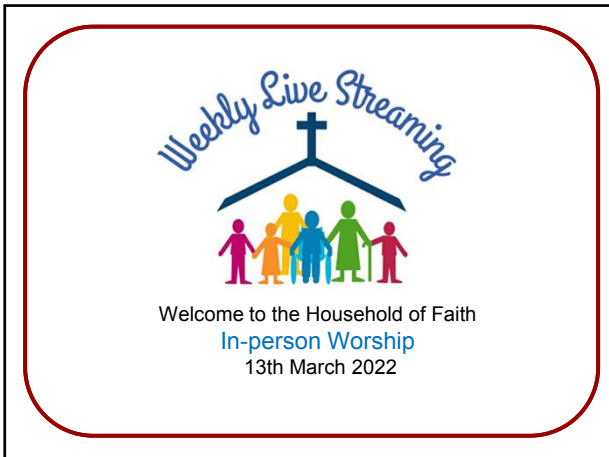 Weekly Live Streaming
Welcome to the Household of Faith
In-person Worship
13th March 2022